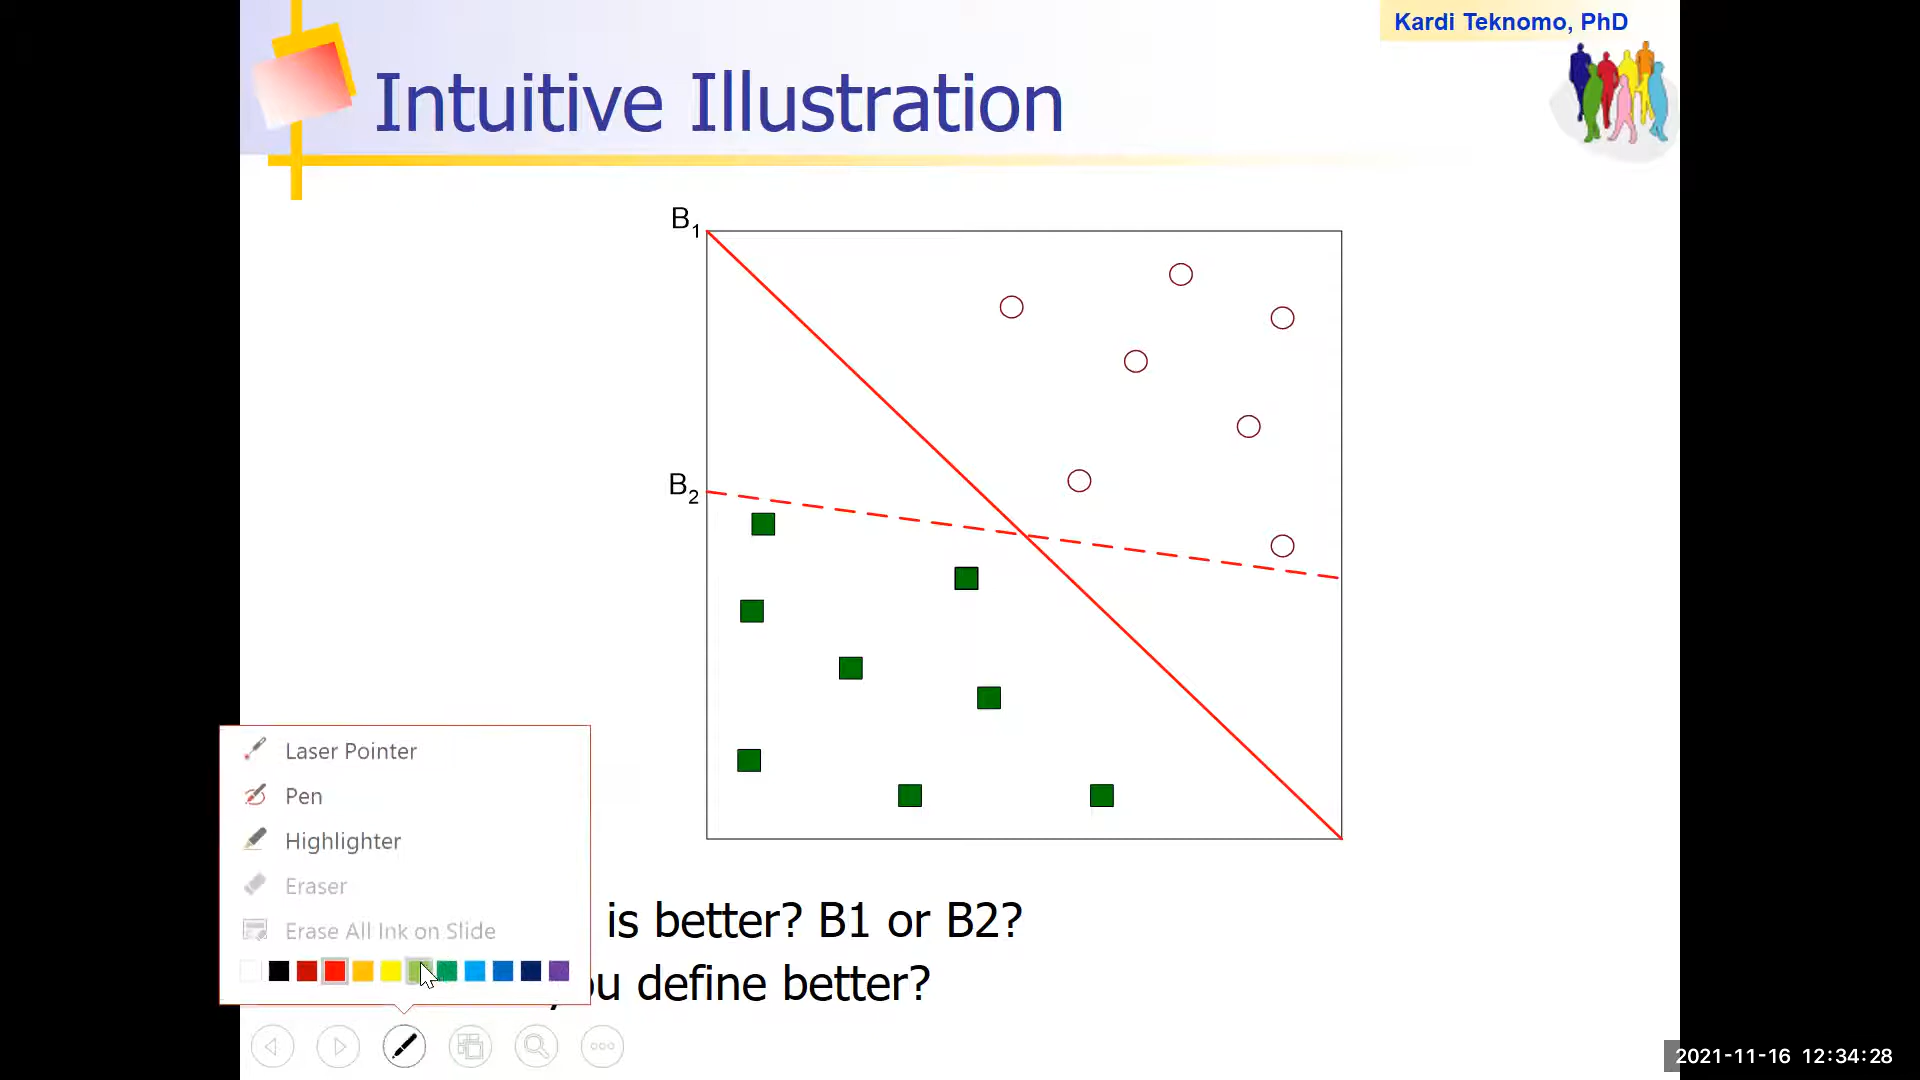 Kardi Teknomo, PhD
Intuitive Illustration
B1
B2
Laser Pointer
Pen
Highlighter
Eraser
Erase All Ink on Slide
is better? B1 or B2?
you define better?
2021-11-16 12:34:28